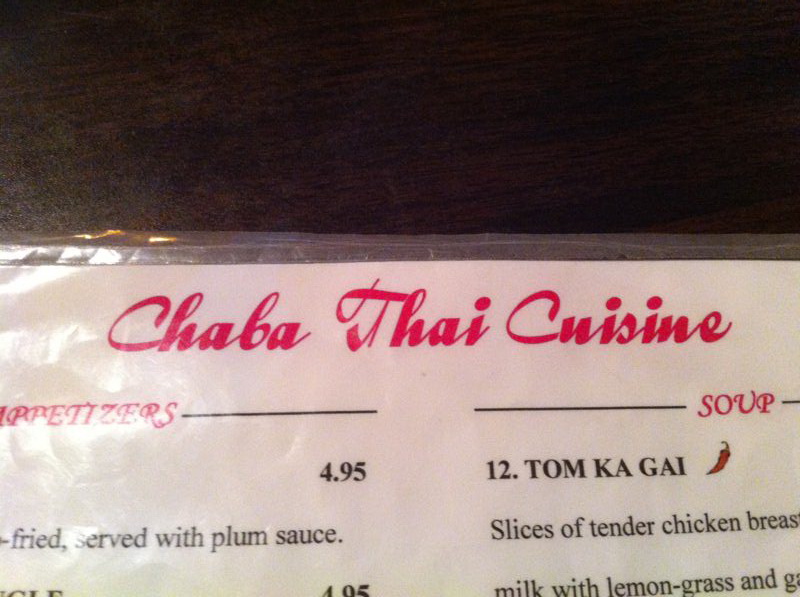 Chaba Thai Cuisine
APPETIZERS
4.95
-fried, served with plum sauce.
4.95
SOUP
12. TOM KA GAI
Slices of tender chicken breast
milk with lemon-grass and